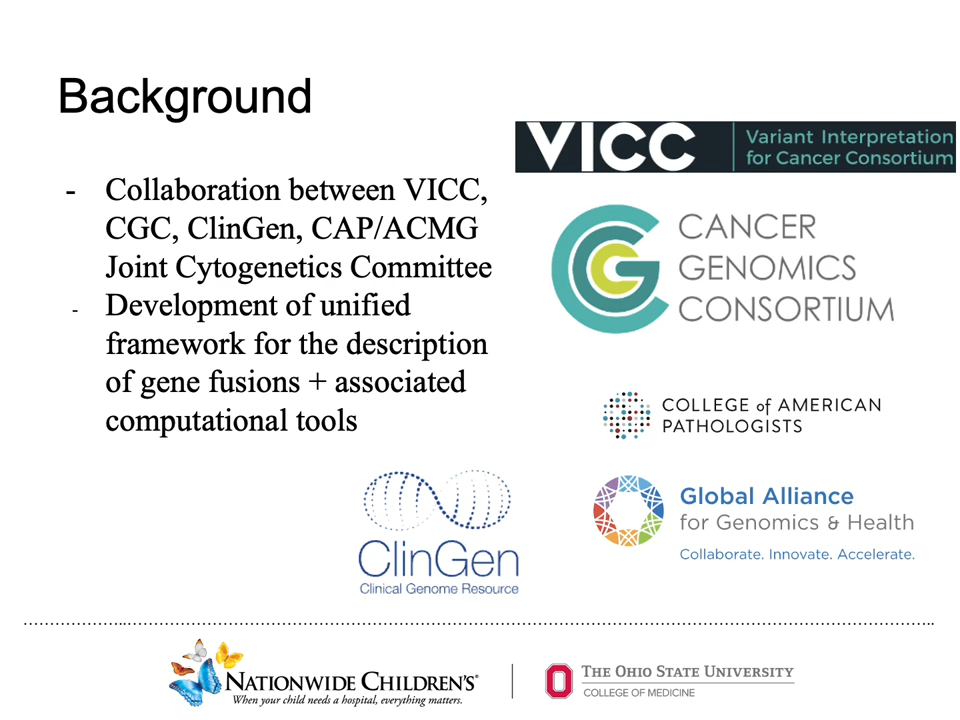 Background
- Collaboration between VICC,
CGC, ClinGen, CAP/ACMG
Joint Cytogenetics Committee
- Development of unified
framework for the description
of gene fusions + associated
computational tools
VICC
Variant Interpretation
for Cancer Consortium
CANCER
GENOMICS
CONSORTIUM
COLLEGE of AMERICAN
PATHOLOGISTS
Global Alliance
for Genomics & Health
Collaborate. Innovate. Accelerate.
ClinGen
Clinical Genome Resource
NATIONWIDE CHILDREN'S®
When your child needs a hospital, everything matters.
THE OHIO STATE UNIVERSITY
COLLEGE OF MEDICINE